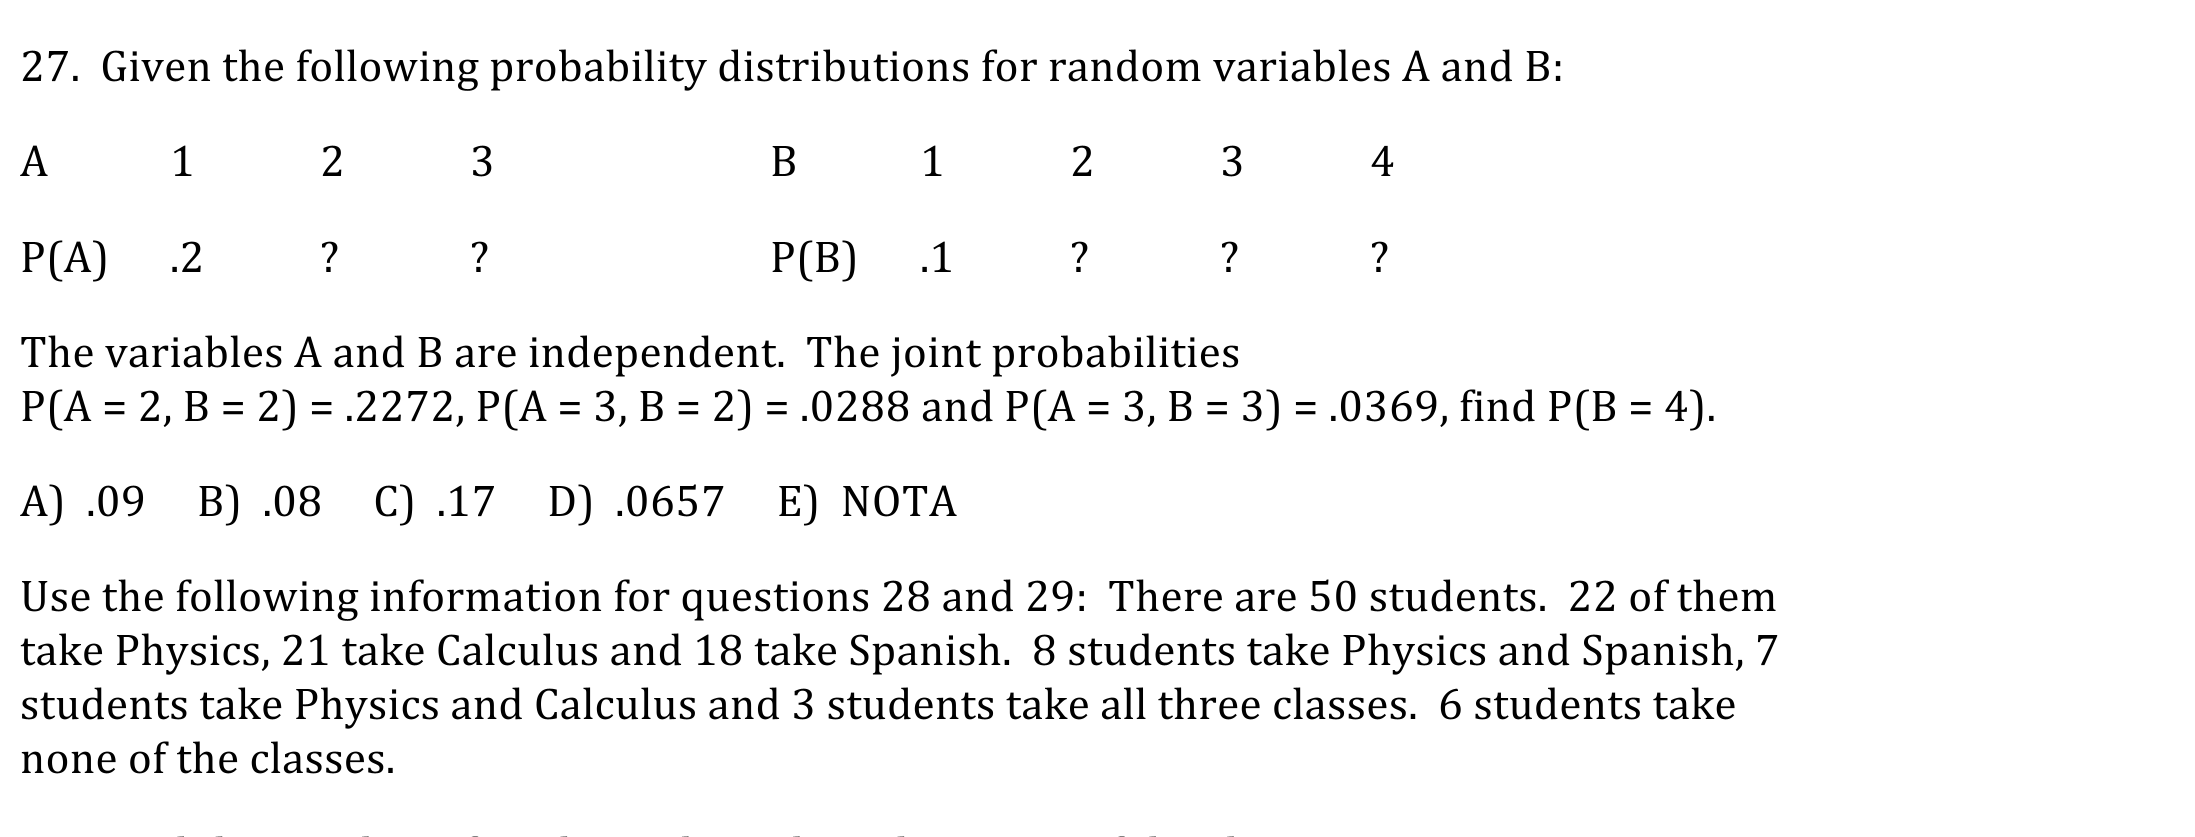 27.  Given the following probability distributions for random variables A and B:
A 1 2 3 B 1 2 3 4
P(A) .2 ? ? P(B) .1 ? ? ?
The variables A and B are independent.  The joint probabilities
P(A = 2, B = 2) = .2272, P(A = 3, B = 2) = .0288 and P(A = 3, B = 3) = .0369, find P(B = 4).
A)  .09 B)  .08 C)  .17 D)  .0657 E)  NOTA
Use the following information for questions 28 and 29:  There are 50 students.  22 of them
take Physics, 21 take Calculus and 18 take Spanish.  8 students take Physics and Spanish, 7
students take Physics and Calculus and 3 students take all three classes.  6 students take
none of the classes.